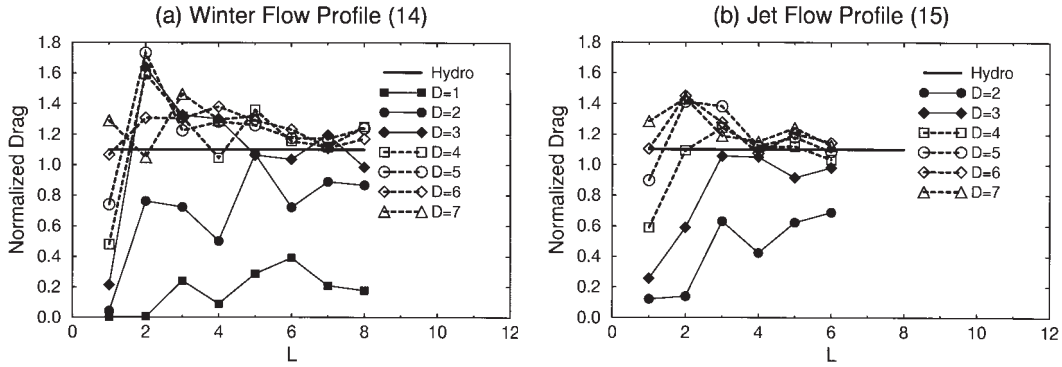 (a) Winter Flow Profile (14)
Normalized Drag
1.8
1.6
1.4
1.2
1.0
0.8
0.6
0.4
0.2
0.0
0 2 4 6 8 10 12
L
Hydro
D=1
D=2
D=3
D=4
D=5
D=6
D=7
(b) Jet Flow Profile (15)
Normalized Drag
1.8
1.6
1.4
1.2
1.0
0.8
0.6
0.4
0.2
0.0
0 2 4 6 8 10 12
L
Hydro
D=2
D=3
D=4
D=5
D=6
D=7